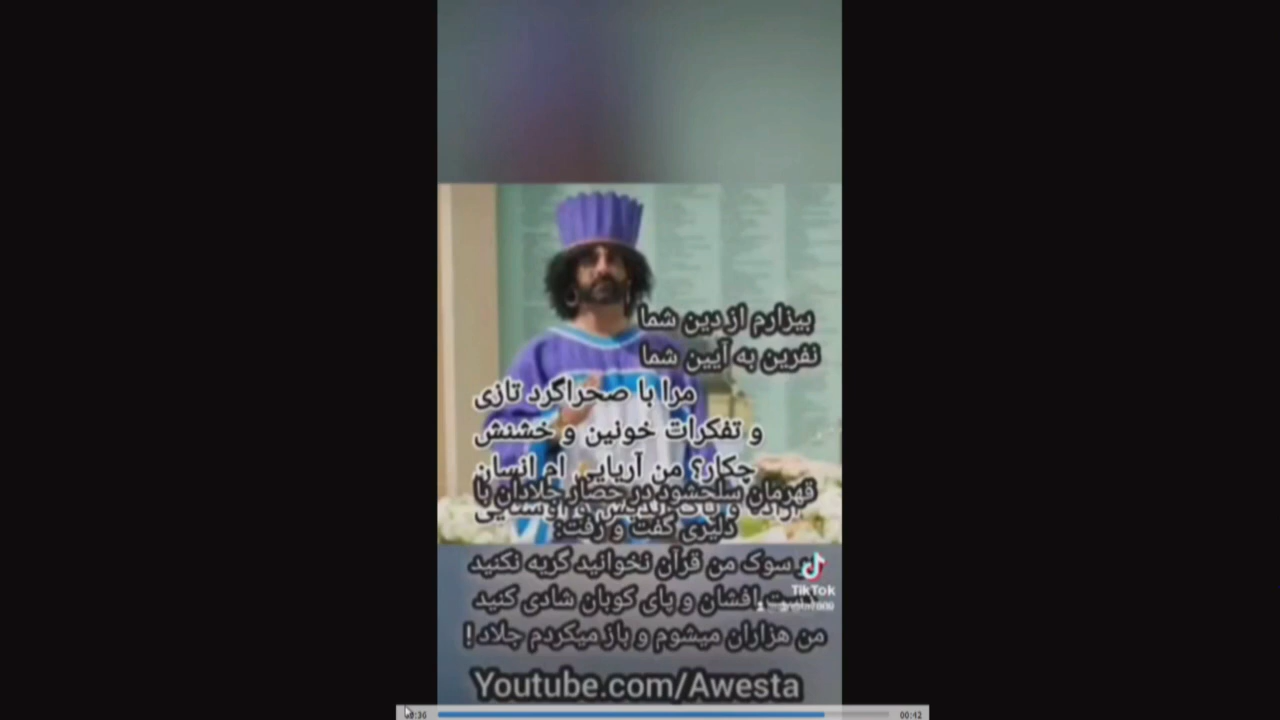 بیزارم از دین شما
نفرین به آیین شما
مرا با صحراگرد تازی
و تفکرات خونین و خشنش
چکار؟ من آریایی ام انسان
قهرمان سلحشود در حصار جلادان با
دلیری گفت و رفت:
سوک من قرآن نخوانید گریه نکنید
افشان و پای کوبان شادی کنید
من هزاران میشوم و باز میکردم جلاد !
TikTok
Youtube.com/Awesta
00:42